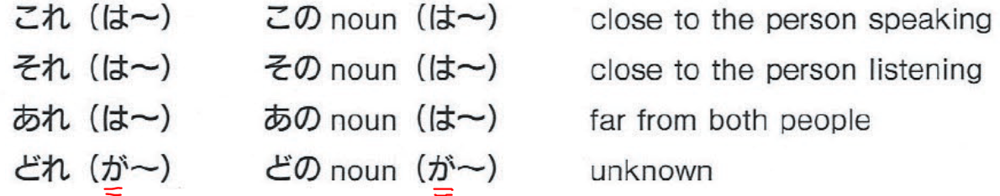 これ（は～） この noun（は～） close to the person speaking
それ（は～） その noun（は～） close to the person listening
あれ（は～） あの noun（は～） far from both people
どれ（が～） どの noun（が～） unknown